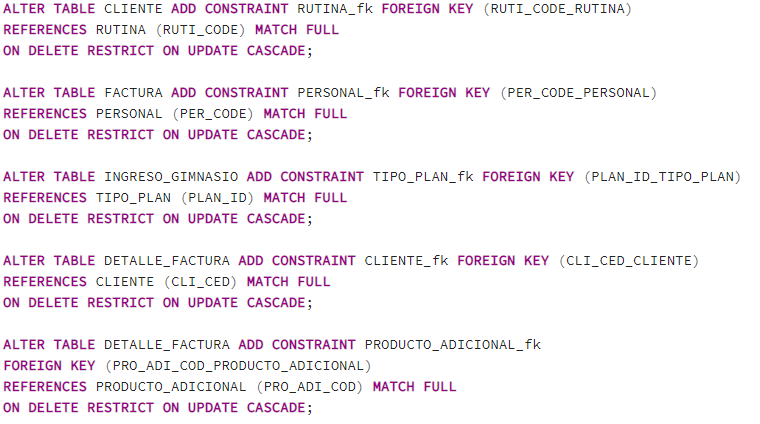 ALTER TABLE CLIENTE ADD CONSTRAINT RUTINA_fk FOREIGN KEY (RUTI_CODE_RUTINA)
REFERENCES RUTINA (RUTI_CODE) MATCH FULL
ON DELETE RESTRICT ON UPDATE CASCADE;
ALTER TABLE FACTURA ADD CONSTRAINT PERSONAL_fk FOREIGN KEY (PER_CODE_PERSONAL)
REFERENCES PERSONAL (PER_CODE) MATCH FULL
ON DELETE RESTRICT ON UPDATE CASCADE;
ALTER TABLE INGRESO_GIMNASIO ADD CONSTRAINT TIPO_PLAN_fk FOREIGN KEY (PLAN_ID_TIPO_PLAN)
REFERENCES TIPO_PLAN (PLAN_ID) MATCH FULL
ON DELETE RESTRICT ON UPDATE CASCADE;
ALTER TABLE DETALLE_FACTURA ADD CONSTRAINT CLIENTE_fk FOREIGN KEY (CLI_CED_CLIENTE)
REFERENCES CLIENTE (CLI_CED) MATCH FULL
ON DELETE RESTRICT ON UPDATE CASCADE;
ALTER TABLE DETALLE_FACTURA ADD CONSTRAINT PRODUCTO_ADICIONAL_fk
FOREIGN KEY (PRO_ADI_COD_PRODUCTO_ADICIONAL)
REFERENCES PRODUCTO_ADICIONAL (PRO_ADI_COD) MATCH FULL
ON DELETE RESTRICT ON UPDATE CASCADE;